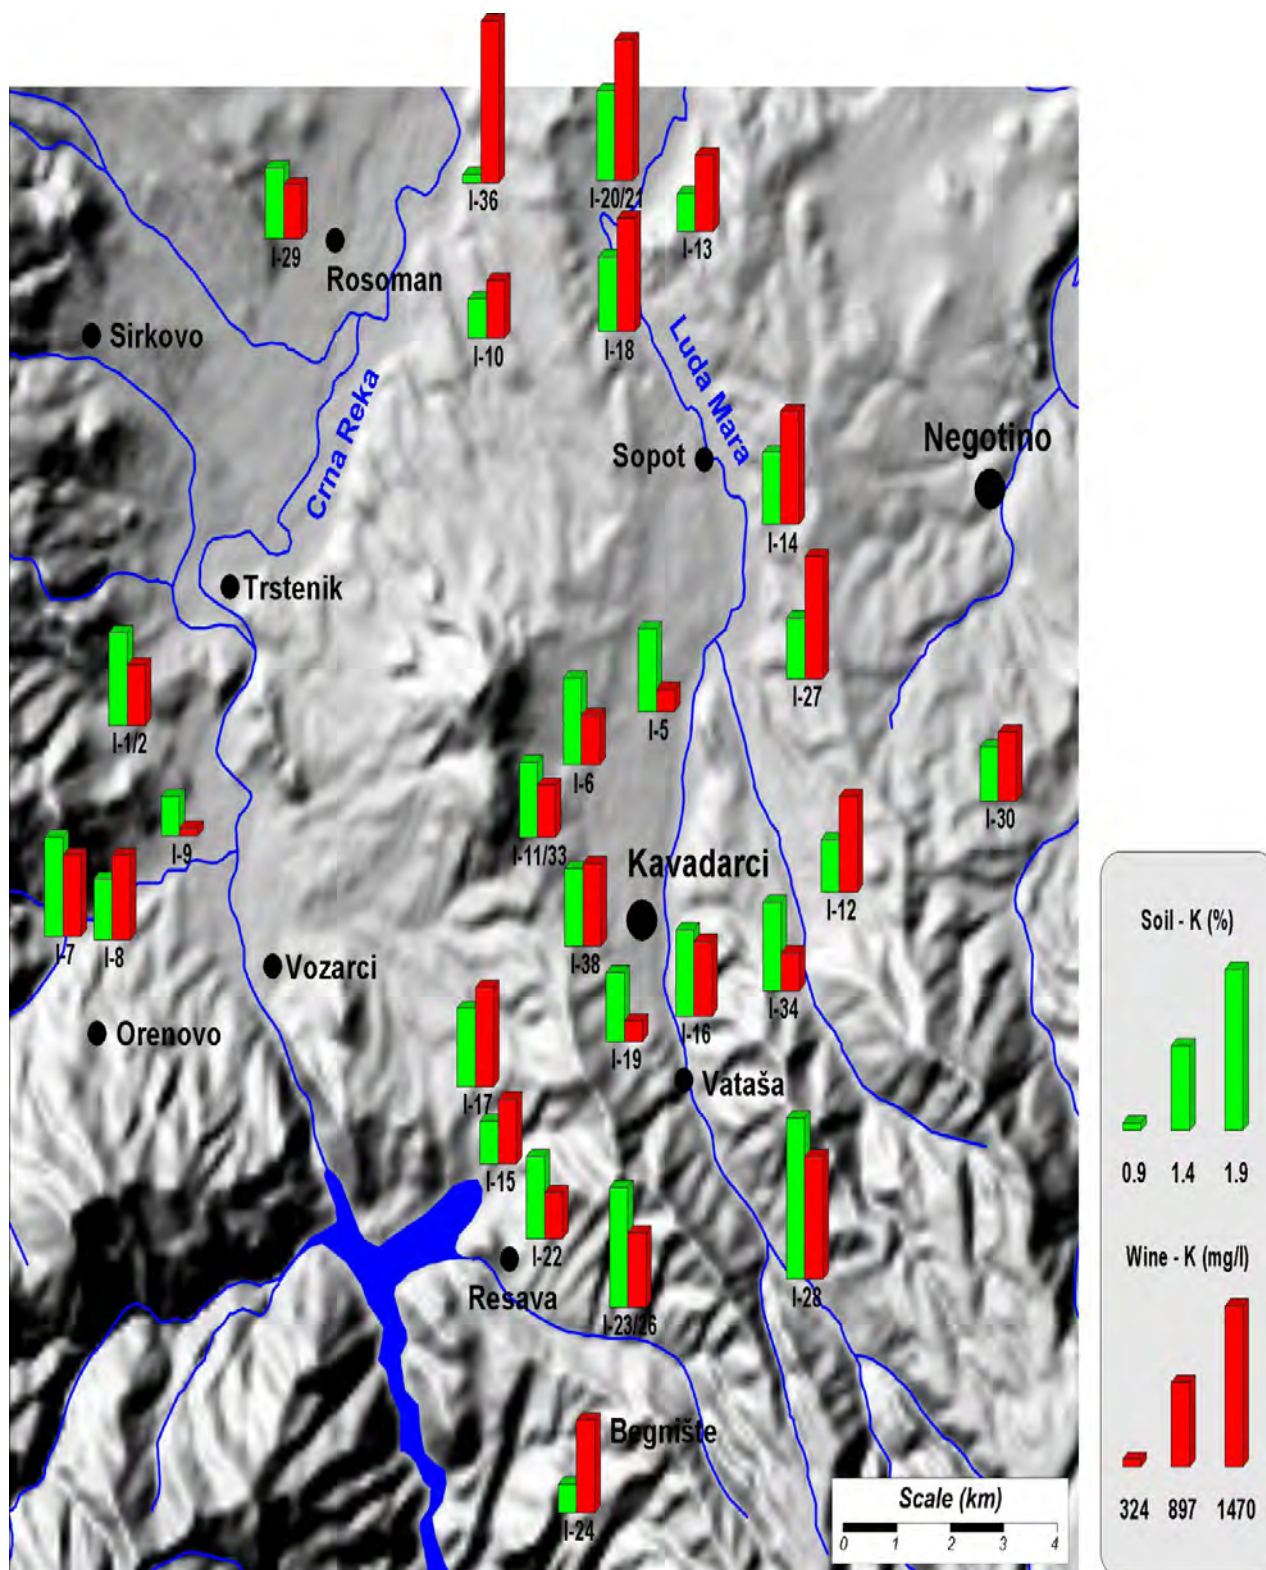 I-36
I-20/21
I-13
I-29
Rosoman
I-10
I-18
Sirkovo
Luda Mara
Crna Reka
Negotino
Sopot
I-14
Trstenik
I-27
I-1/2
I-5
I-6
I-30
I-9
I-11/33
Kavadarci
I-12
I-7
I-8
I-38
Vozarci
I-34
I-16
Orenovo
I-19
Vataša
I-17
I-15
I-22
Resava
I-28
I-23/26
Begnište
I-24
Scale (km)
0 1 2 3 4
Soil - K (%)
0.9 1.4 1.9
Wine - K (mg/l)
324 897 1470